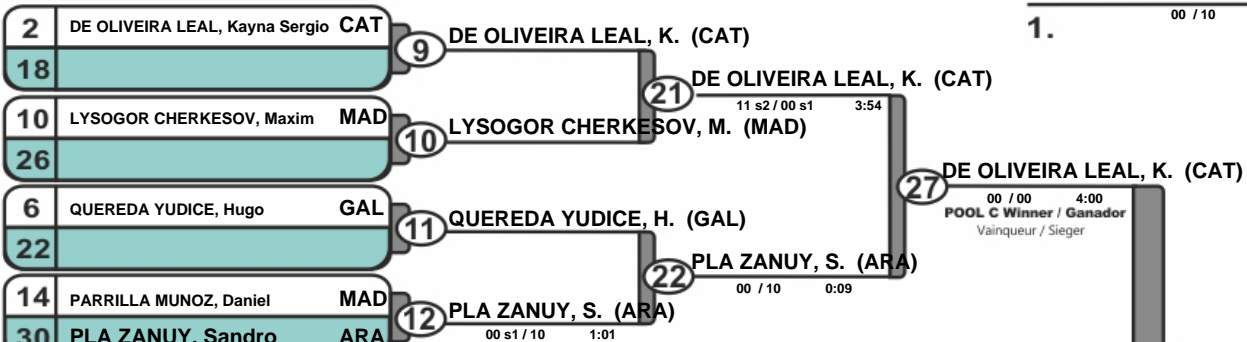 00 / 10
1.
2 DE OLIVEIRA LEAL, Kayna Sergio CAT
18
9 DE OLIVEIRA LEAL, K. (CAT)
21 DE OLIVEIRA LEAL, K. (CAT)
11 s2 / 00 s1 3:54
10 LYSOGOR CHERKESOV, Maxim MAD
26
10 LYSOGOR CHERKESOV, M. (MAD)
27 DE OLIVEIRA LEAL, K. (CAT)
00 / 00 4:00
POOL C Winner / Ganador
Vainqueur / Sieger
6 QUEREDA YUDICE, Hugo GAL
22
11 QUEREDA YUDICE, H. (GAL)
22 PLA ZANUY, S. (ARA)
00 / 10 0:09
14 PARRILLA MUNOZ, Daniel MAD
30 PLA ZANUY, Sandro ARA
12 PLA ZANUY, S. (ARA)
00 s1 / 10 1:01